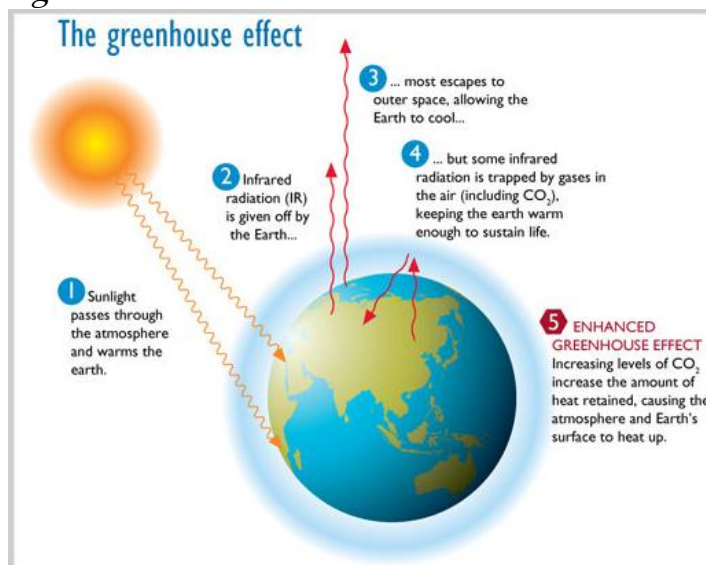 The greenhouse effect
1 Sunlight
passes through
the atmosphere
and warms the
earth.
2 Infrared
radiation (IR)
is given off by
the Earth...
3 ... most escapes to
outer space, allowing the
Earth to cool...
4 ... but some infrared
radiation is trapped by gases in
the air (including CO₂),
keeping the earth warm
enough to sustain life.
5 ENHANCED
GREENHOUSE EFFECT
Increasing levels of CO₂
increase the amount of
heat retained, causing the
atmosphere and Earth's
surface to heat up.